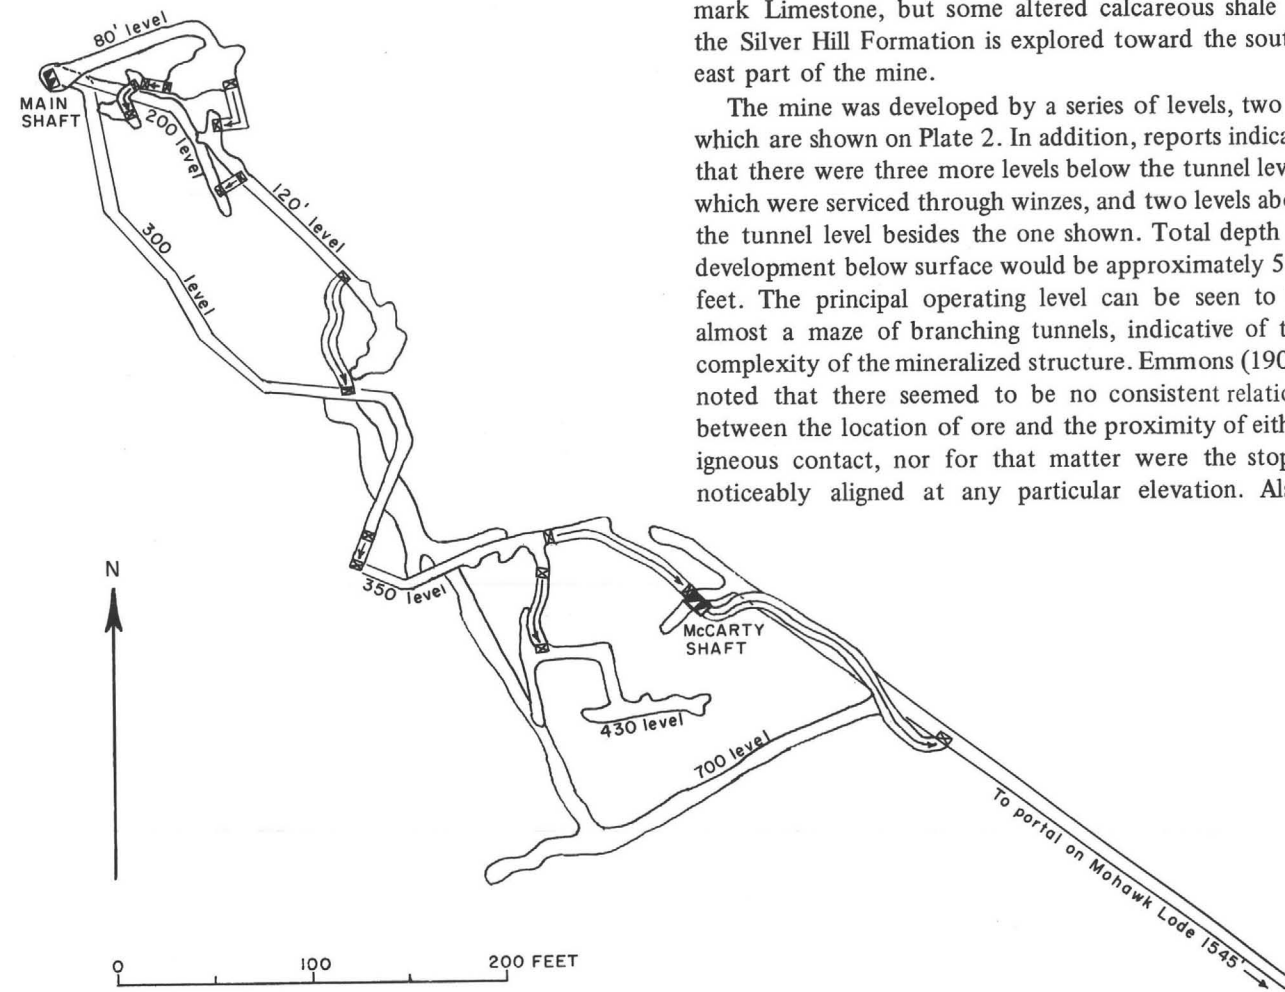 mark Limestone, but some altered calcareous shale
the Silver Hill Formation is explored toward the
east part of the mine.
The mine was developed by a series of levels, two
which are shown on Plate 2. In addition, reports
that there were three more levels below the tunnel
which were serviced through winzes, and two levels
the tunnel level besides the one shown. Total depth
development below surface would be approximately
feet. The principal operating level can be seen to
almost a maze of branching tunnels, indicative of
complexity of the mineralized structure. Emmons
noted that there seemed to be no consistent
between the location of ore and the proximity of
igneous contact, nor for that matter were the
noticeably aligned at any particular elevation.
80' level
MAIN
SHAFT
200 level
120' level
300 level
350 level
McCARTY
SHAFT
430 level
700 level
To portal on Mohawk Lode 1545'
N
0 100 200 FEET